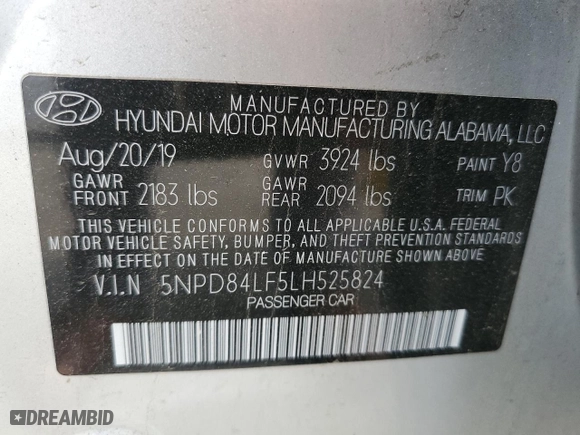 MANUFACTURED BY
HYUNDAI MOTOR MANUFACTURING ALABAMA, LLC
Aug/20/19 GVWR 3924 lbs PAINT Y8
GAWR FRONT 2183 lbs GAWR REAR 2094 lbs TRIM PK
THIS VEHICLE CONFORMS TO ALL APPLICABLE U.S.A. FEDERAL
MOTOR VEHICLE SAFETY, BUMPER, AND THEFT PREVENTION STANDARDS
IN EFFECT ON THE DATE OF MANUFACTURE SHOWN ABOVE
V.I.N 5NPD84LF5LH525824
PASSENGER CAR
DREAMBID